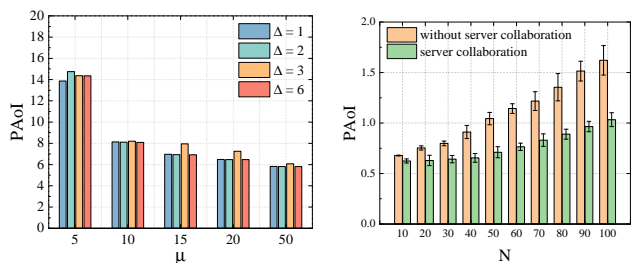 PAoI
20
18
16
14
12
10
8
6
4
2
0
Δ = 1
Δ = 2
Δ = 3
Δ = 6
5 10 15 20 50
μ
PAoI
2.0
1.5
1.0
0.5
0.0
without server collaboration
server collaboration
10 20 30 40 50 60 70 80 90 100
N